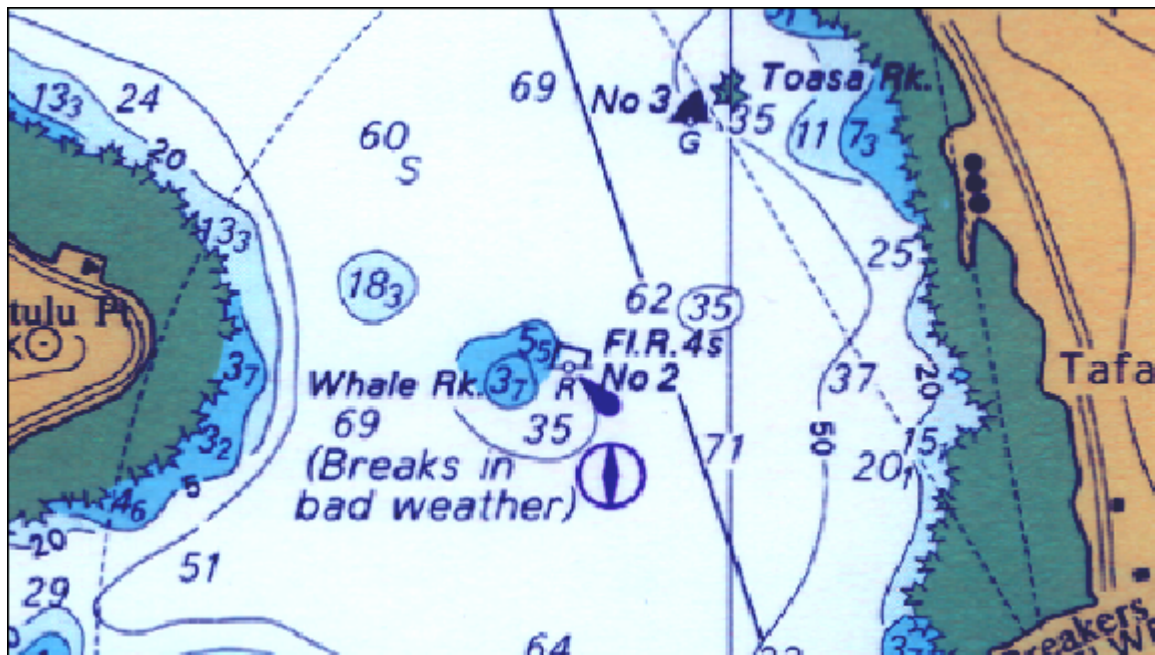 13₃
24
20
60
S
69
No 3
G
Toasa Rk.
35
11
7₃
13₃
25
18₃
62
35
tulu P
5₅
Fl.R.4s
No 2
R
Whale Rk.
3₇
3₇
37
20
Tafa
69
35
(Breaks in
bad weather)
71
50
15₁
20₁
3₂
4₆
5
20
51
29
64
3₇
Breakers